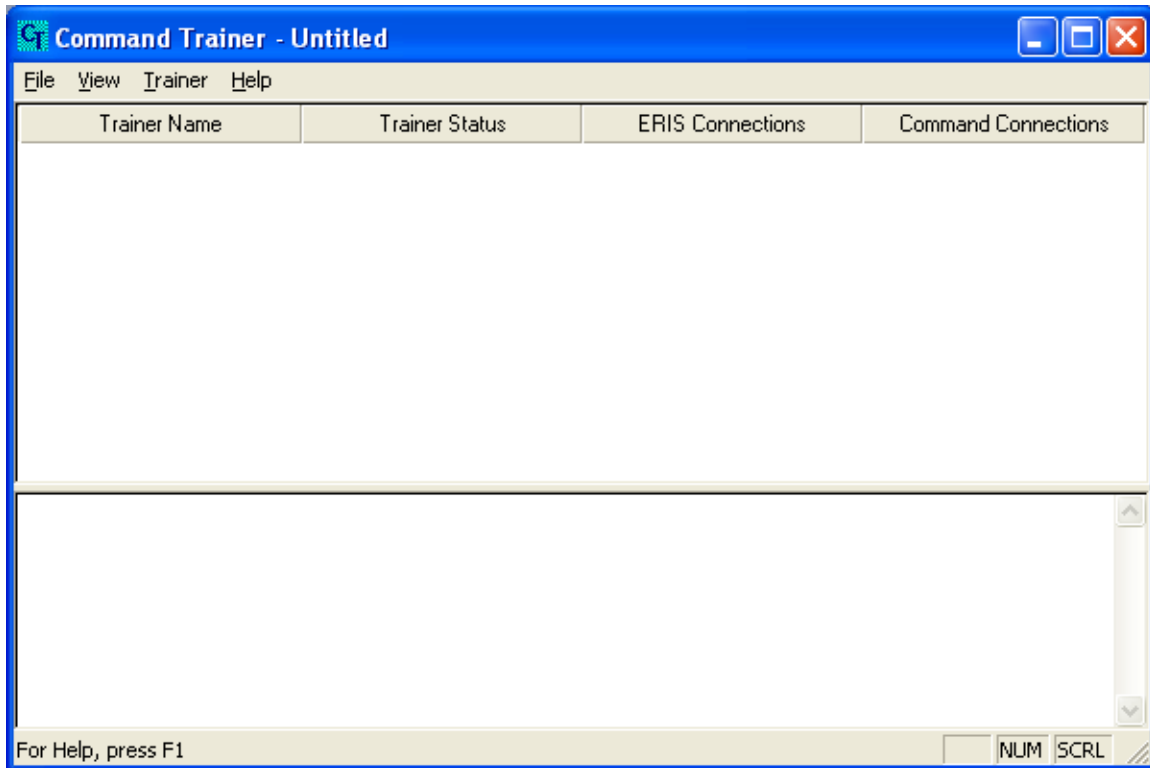 CT Command Trainer - Untitled
File View Trainer Help
Trainer Name Trainer Status ERIS Connections Command Connections
For Help, press F1 NUM SCRL